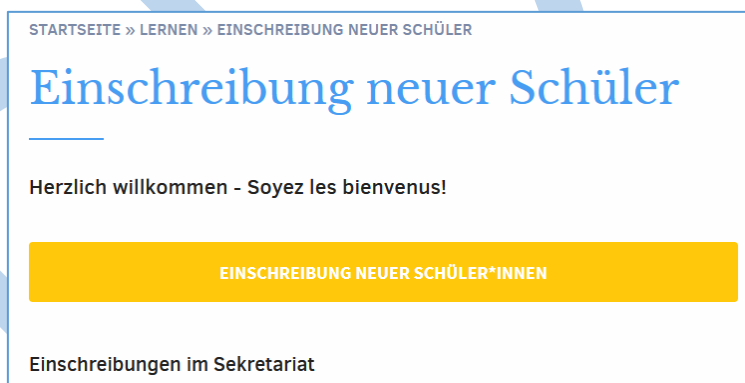 STARTSEITE » LERNEN » EINSCHREIBUNG NEUER SCHÜLER
Einschreibung neuer Schüler
Herzlich willkommen - Soyez les bienvenus!
EINSCHREIBUNG NEUER SCHÜLER*INNEN
Einschreibungen im Sekretariat